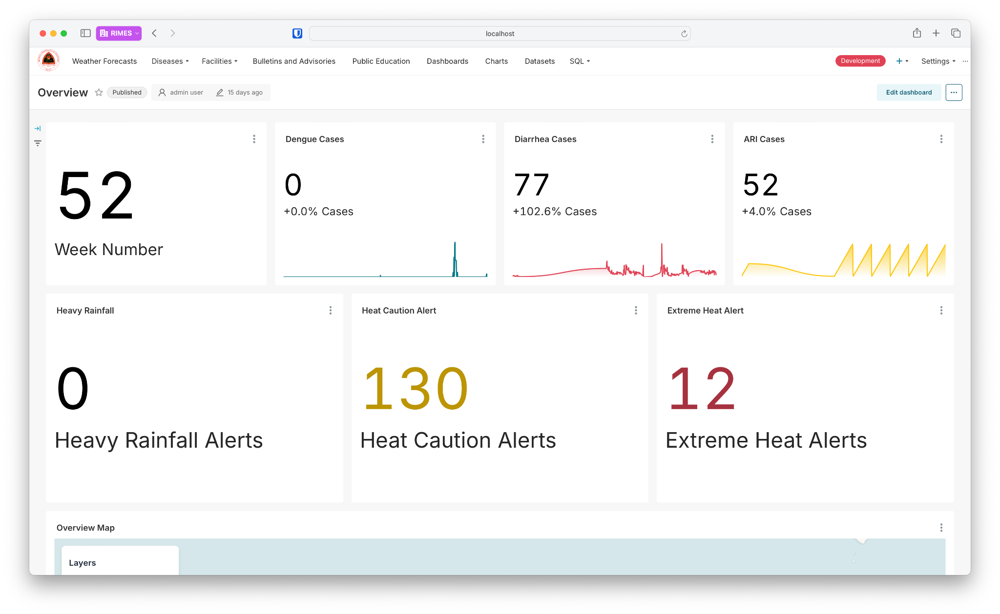 RIMES
localhost
Weather Forecasts Diseases Facilities Bulletins and Advisories Public Education Dashboards Charts Datasets SQL Development + Settings ...
Overview Published admin user 15 days ago Edit dashboard ...
52
Week Number
Dengue Cases
0
+0.0% Cases
Diarrhea Cases
77
+102.6% Cases
ARI Cases
52
+4.0% Cases
Heavy Rainfall
0
Heavy Rainfall Alerts
Heat Caution Alert
130
Heat Caution Alerts
Extreme Heat Alert
12
Extreme Heat Alerts
Overview Map
Layers